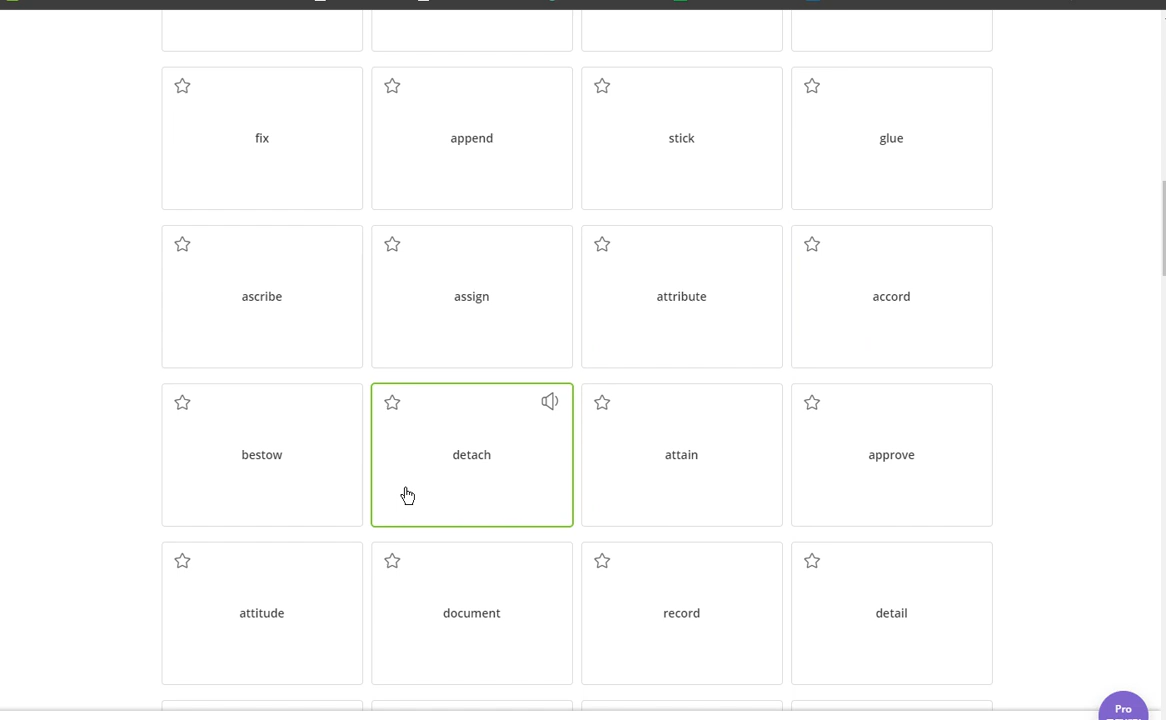 fix
append
stick
glue
ascribe
assign
attribute
accord
bestow
detach
attain
approve
attitude
document
record
detail
Pro